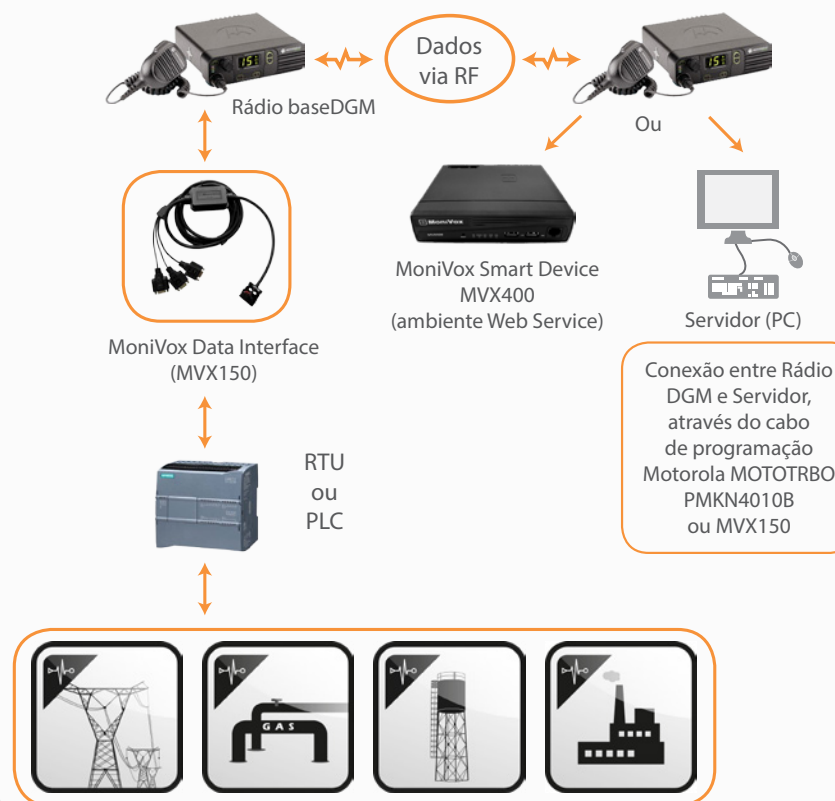 Dados
via RF
Rádio baseDGM
Ou
MONIVOX
MoniVox Smart Device
MVX400
(ambiente Web Service)
Servidor (PC)
MoniVox Data Interface
(MVX150)
Conexão entre Rádio
DGM e Servidor,
através do cabo
de programação
Motorola MOTOTRBO
PMKN4010B
ou MVX150
RTU
ou
PLC
GAS